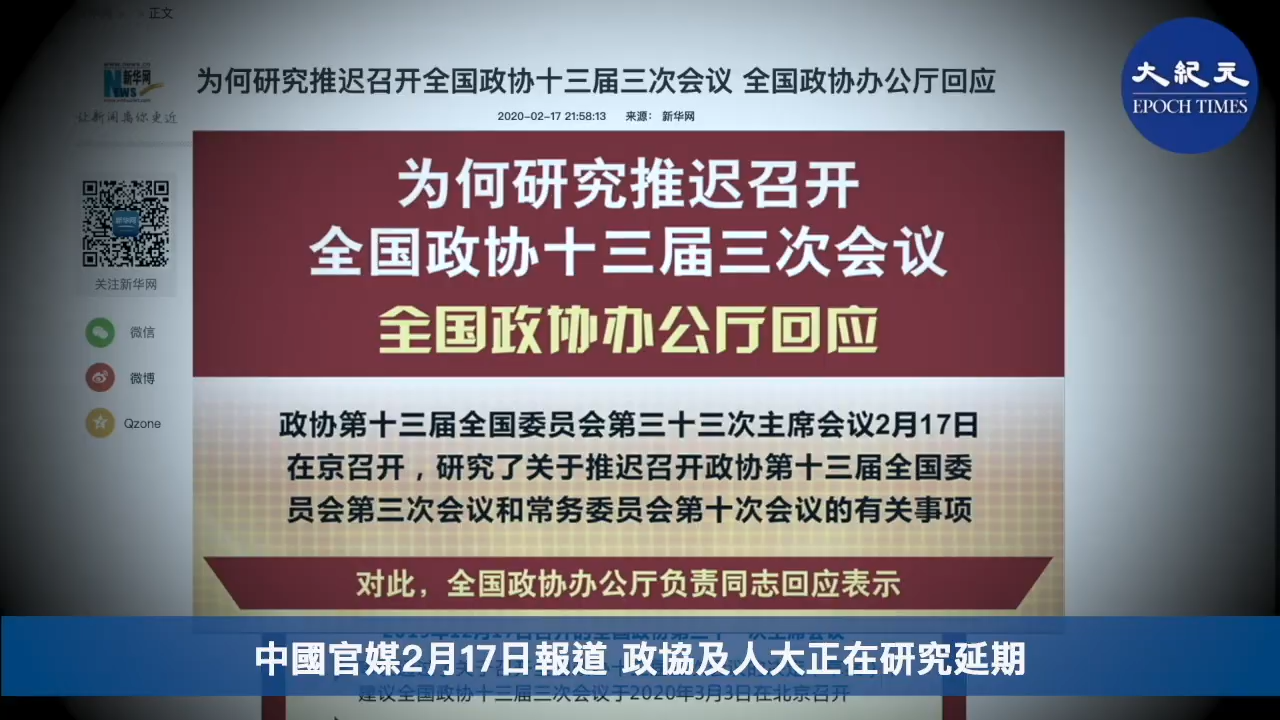 正文
WWW.NEWS.CN
新华网
NEWS
让新闻离你更近
为何研究推迟召开全国政协十三届三次会议 全国政协办公厅回应
2020-02-17 21:58:13 来源： 新华网
大紀元
EPOCH TIMES
为何研究推迟召开
全国政协十三届三次会议
全国政协办公厅回应
关注新华网
微信
微博
Qzone
政协第十三届全国委员会第三十三次主席会议2月17日
在京召开，研究了关于推迟召开政协第十三届全国委
员会第三次会议和常务委员会第十次会议的有关事项
对此，全国政协办公厅负责同志回应表示
中國官媒2月17日報道 政協及人大正在研究延期
建议全国政协十三届三次会议于2020年3月3日在北京召开